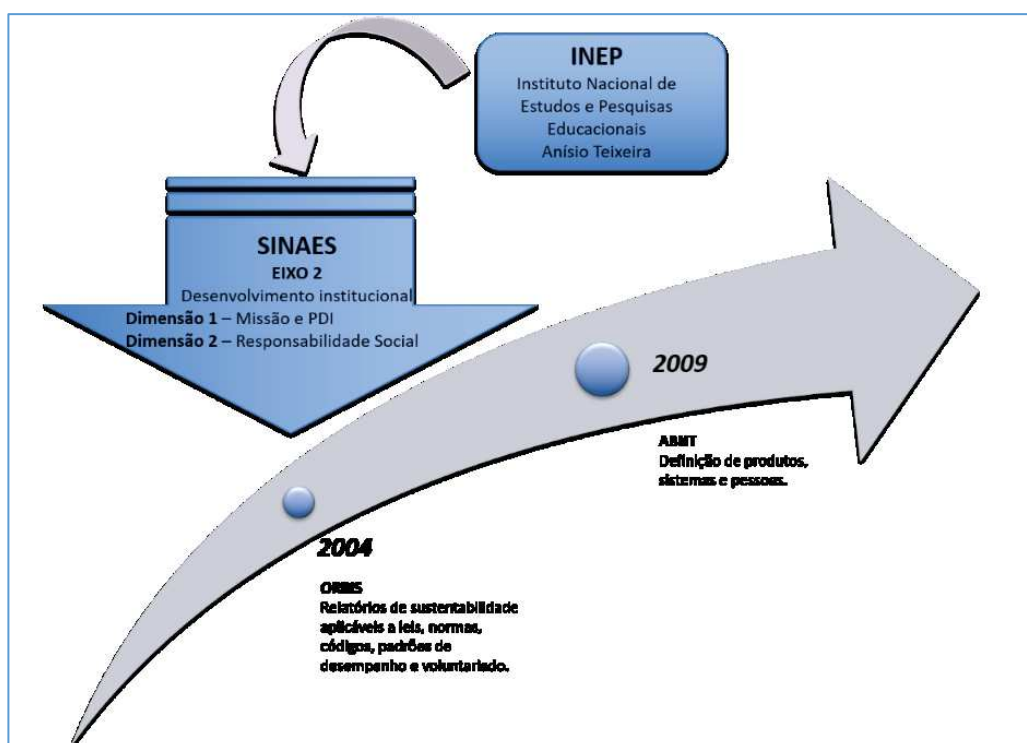 INEP
Instituto Nacional de
Estudos e Pesquisas
Educacionais
Anísio Teixeira
SINAES
EIXO 2
Desenvolvimento institucional
Dimensão 1 – Missão e PDI
Dimensão 2 – Responsabilidade Social
2009
ABNT
Definição de produtos,
sistemas e pessoas.
2004
ORBIS
Relatórios de sustentabilidade
aplicáveis a leis, normas,
códigos, padrões de
desempenho e voluntariado.